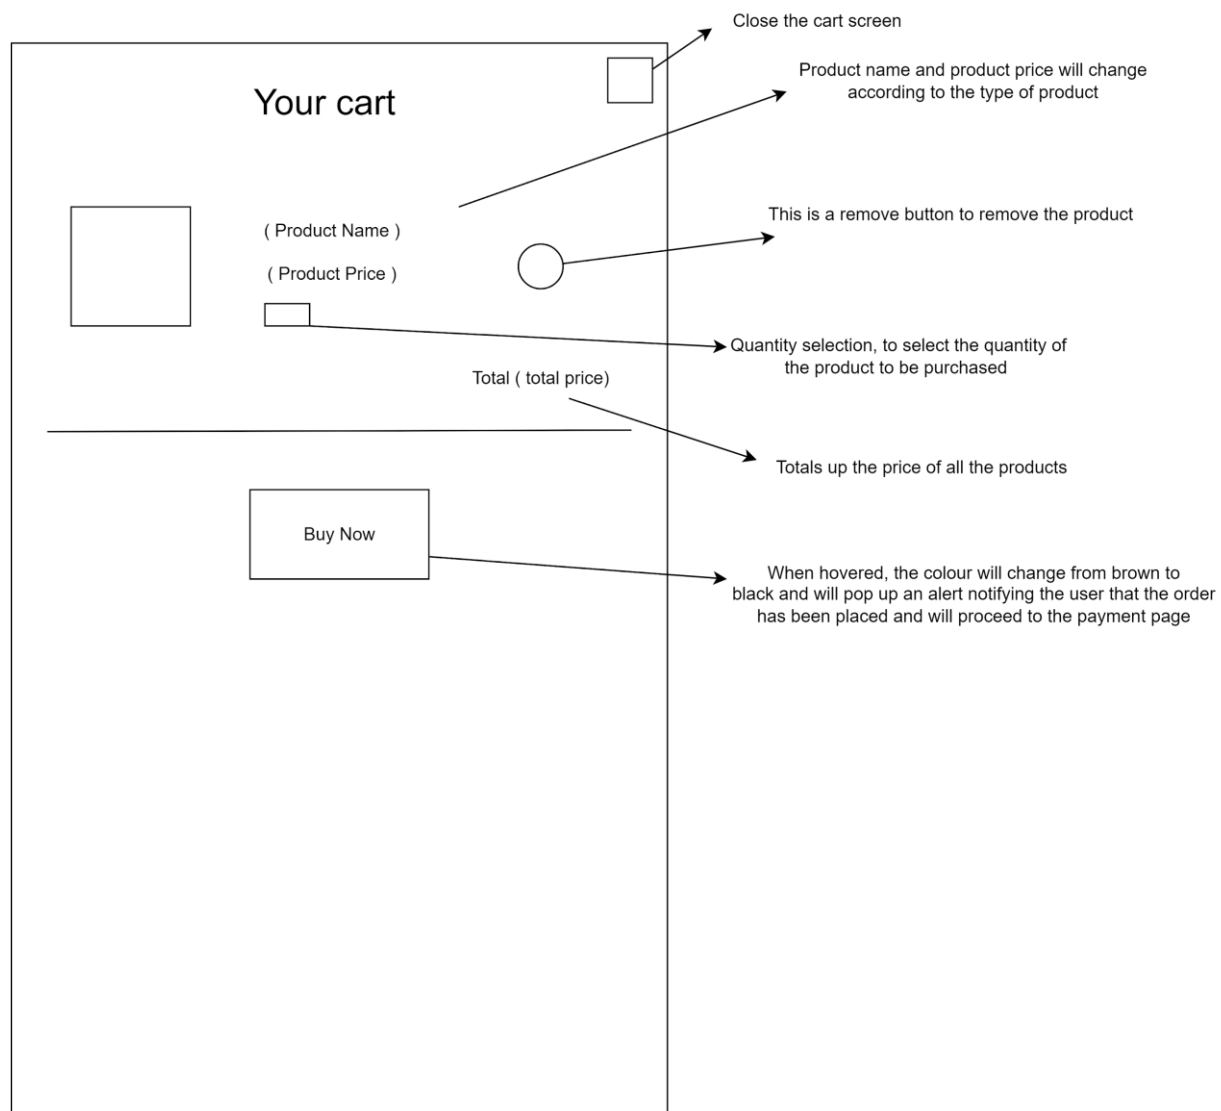 Close the cart screen
Your cart
Product name and product price will change
according to the type of product
( Product Name )
This is a remove button to remove the product
( Product Price )
Quantity selection, to select the quantity of
the product to be purchased
Total ( total price)
Totals up the price of all the products
Buy Now
When hovered, the colour will change from brown to
black and will pop up an alert notifying the user that the order
has been placed and will proceed to the payment page